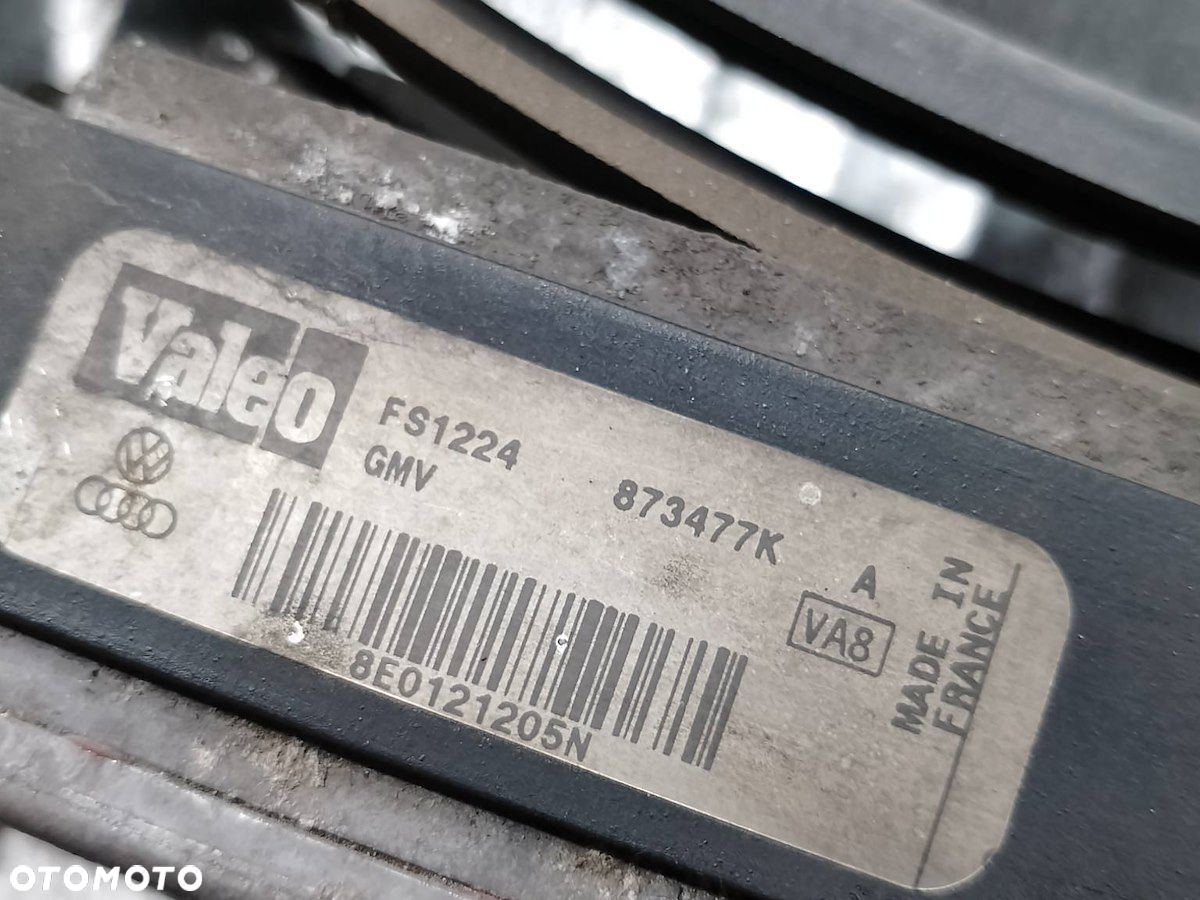 Valeo
FS1224
GMV
873477K
A
VA8
MADE IN
FRANCE
8E0121205N
OTOMOTO